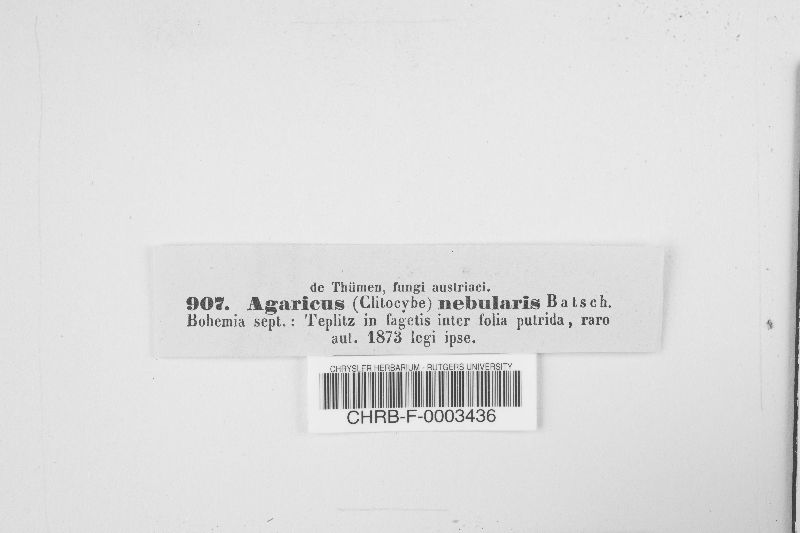 de Thümen, fungi austriaci.
907. Agaricus (Clitocybe) nebularis Batsch.
Bohemia sept.: Teplitz in fagetis inter folia putrida, raro
aut. 1873 legi ipse.
CHRYSLER HERBARIUM - RUTGERS UNIVERSITY
CHRB-F-0003436